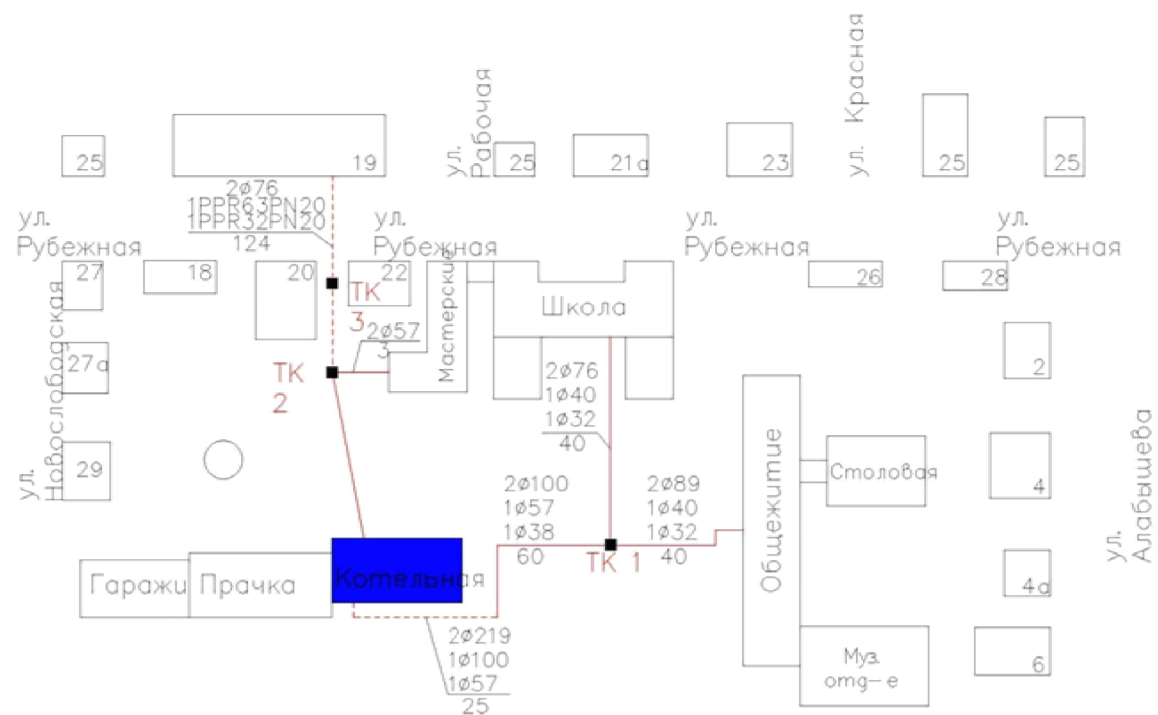 ул. Красная
ул.
Рабочая
25
19
25
21а
23
25
25
2ø76
1PPR63PN20
1PPR32PN20
124
ул.
Рубежная
ул.
Рубежная
ул.
Рубежная
ул.
Рубежная
27
18
20
22
26
28
ТК
3
Мастерские
Школа
2ø57
3
27а
ТК
2
2ø76
1ø40
1ø32
40
2
ул.
Новослободская
29
Общежитие
Столовая
4
ул.
Алабышева
2ø100
1ø57
1ø38
60
2ø89
1ø40
1ø32
40
ТК 1
Гаражи
Прачка
Котельная
4а
2ø219
1ø100
1ø57
25
Муз.
отд-е
6